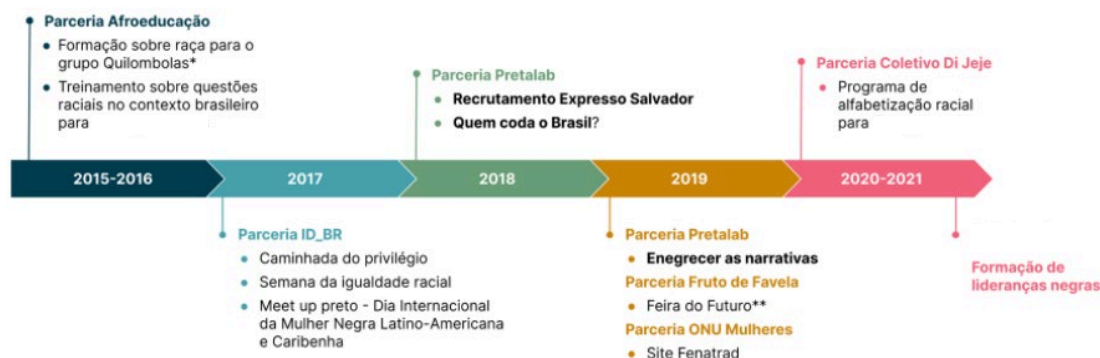 Parceria Afroeducação
Formação sobre raça para o
grupo Quilombolas*
Treinamento sobre questões
raciais no contexto brasileiro
para
Parceria Pretalab
Recrutamento Expresso Salvador
Quem coda o Brasil?
Parceria Coletivo Di Jeje
Programa de
alfabetização racial
para
2015-2016
2017
2018
2019
2020-2021
Parceria ID_BR
Caminhada do privilégio
Semana da igualdade racial
Meet up preto - Dia Internacional
da Mulher Negra Latino-Americana
e Caribenha
Parceria Pretalab
Enegrecer as narrativas
Parceria Fruto de Favela
Feira do Futuro**
Parceria ONU Mulheres
Site Fenatrad
Formação de
lideranças negras